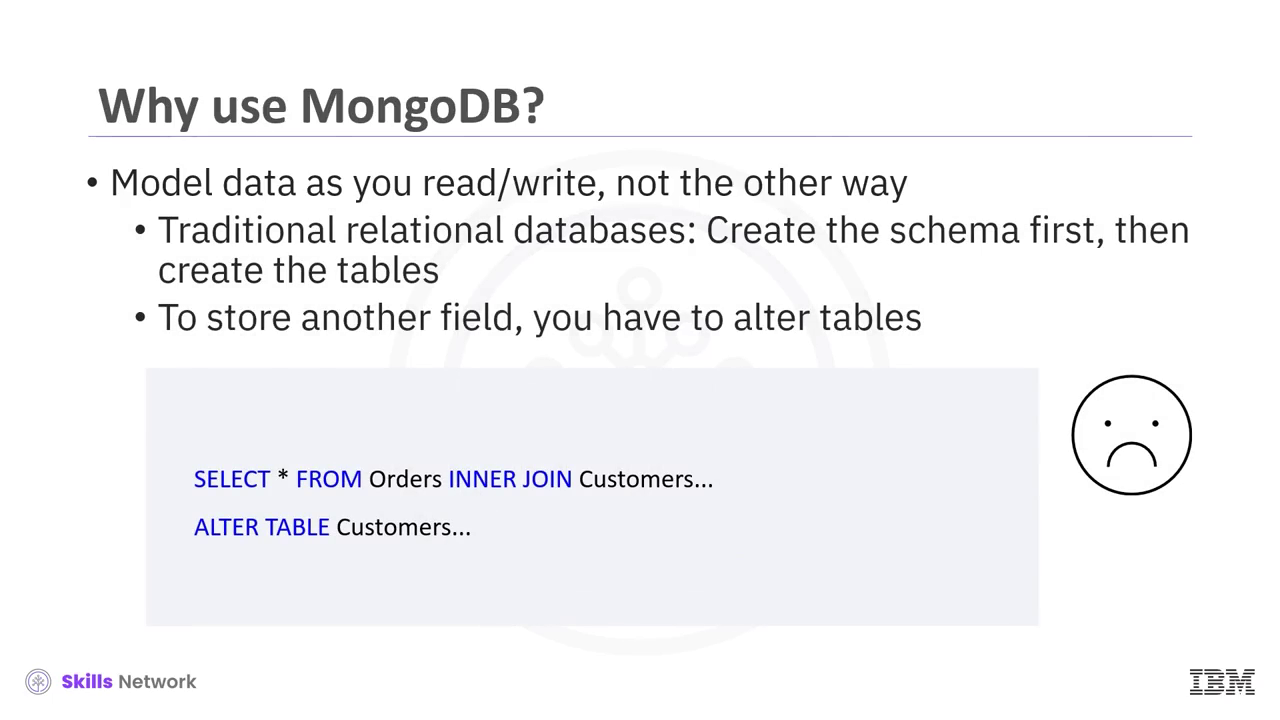 Why use MongoDB?
• Model data as you read/write, not the other way
• Traditional relational databases: Create the schema first, then
create the tables
• To store another field, you have to alter tables
SELECT * FROM Orders INNER JOIN Customers...
ALTER TABLE Customers...
Skills Network
IBM